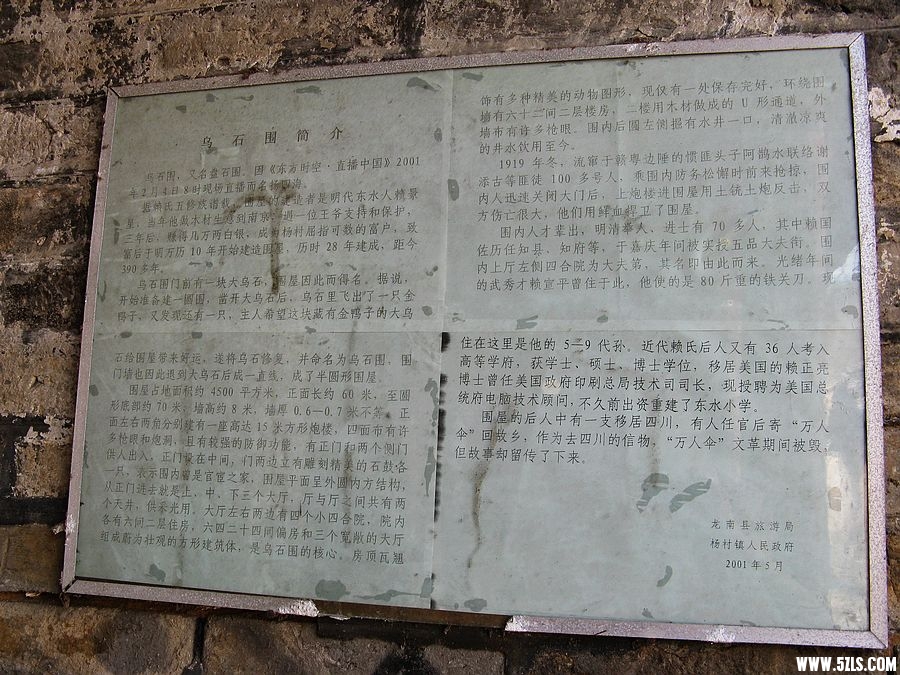 乌石围简介
乌石围,又名盘石围。因《东方时空·直播中国》2001
年2月4日8时现场直播而名扬四海。
据赖氏五修族谱载,围屋的建造者是明代东水人赖景
星,当年他做木材生意到南京,遇一位王爷支持和保护,
三年后,赚得几万两白银,成为杨村屈指可数的富户,致
富后于明万历10年开始建造围屋,历时28年建成,距今
390多年。
乌石围门前有一块大乌石,围屋因此而得名。据说,
开始准备建一圆围,凿开大乌石后,乌石里飞出了一只金
鸭子,又发现还有一只,主人希望这块藏有金鸭子的大乌
石给围屋带来好运,遂将乌石修复,并命名为乌石围,围
门墙也因此退到大乌石后成一直线,成了半圆形围屋。
围屋占地面积约4500平方米,正面长约60米,至圆
形底部约70米,墙高约8米,墙厚0.6—0.7米不等。正
面左右两角分别建有一座高达15米方形炮楼,四面市有许
多枪眼和炮洞,且有较强的防御功能,有正门和两个侧门
供人出入。正门设在中间,门两边立有雕刻精美的石鼓各
一只,表示围内曾是官宦之家,围屋平面呈外圆内方结构,
从正门进去就是上、中、下三个大厅,厅与厅之间共有两
个天井,供采光用。大厅左右两边有四个小四合院,院内
各有六间二层住房,六四二十四间偏房和三个宽敞的大厅
组成蔚为壮观的方形建筑体,是乌石围的核心。房顶瓦翘
饰有多种精美的动物图形,现仅有一处保存完好,环绕围
墙有六十二间二层楼房,二楼用木材做成的U形通道,外
墙布有许多枪眼。围内后圆左侧掘有水井一口,清澈凉爽
的井水饮用至今。
1919年冬,流窜于赣粤边陲的惯匪头子阿鹊水联络谢
添古等匪徒100多号人,乘围内防务松懈时前来抢掠,围
内人迅速关闭大门后,上炮楼进围屋用土铳土炮反击,双
方伤亡很大,他们用鲜血捍卫了围屋。
围内人才辈出,明清举人、进士有70多人,其中赖国
佐历任知县、知府等,于嘉庆年间被实授五品大夫衔。围
内上厅左侧四合院为大夫第,其名即由此而来。光绪年间
的武秀才赖宣平曾住于此,他使的是80斤重的铁关刀。现
住在这里是他的5—9代孙。近代赖氏后人又有36人考入
高等学府,获学士、硕士、博士学位,移居美国的赖正亮
博士曾任美国政府印刷总局技术司司长,现授聘为美国总
统府电脑技术顾问,不久前出资重建了东水小学。
围屋的后人中有一支移居四川,有人任官后寄“万人
伞”回故乡,作为去四川的信物。“万人伞”文革期间被毁,
但故事却留传了下来。
龙南县旅游局
杨村镇人民政府
2001年5月
WWW.5ZLS.COM